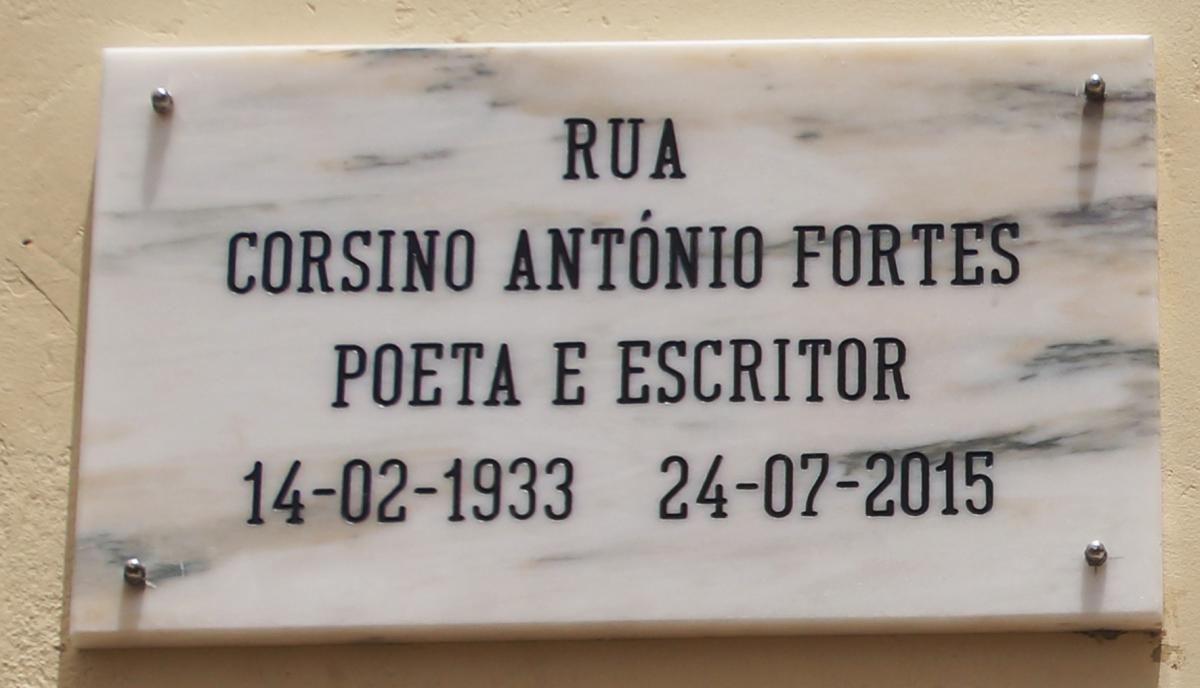 RUA
CORSINO ANTÓNIO FORTES
POETA E ESCRITOR
14-02-1933 24-07-2015